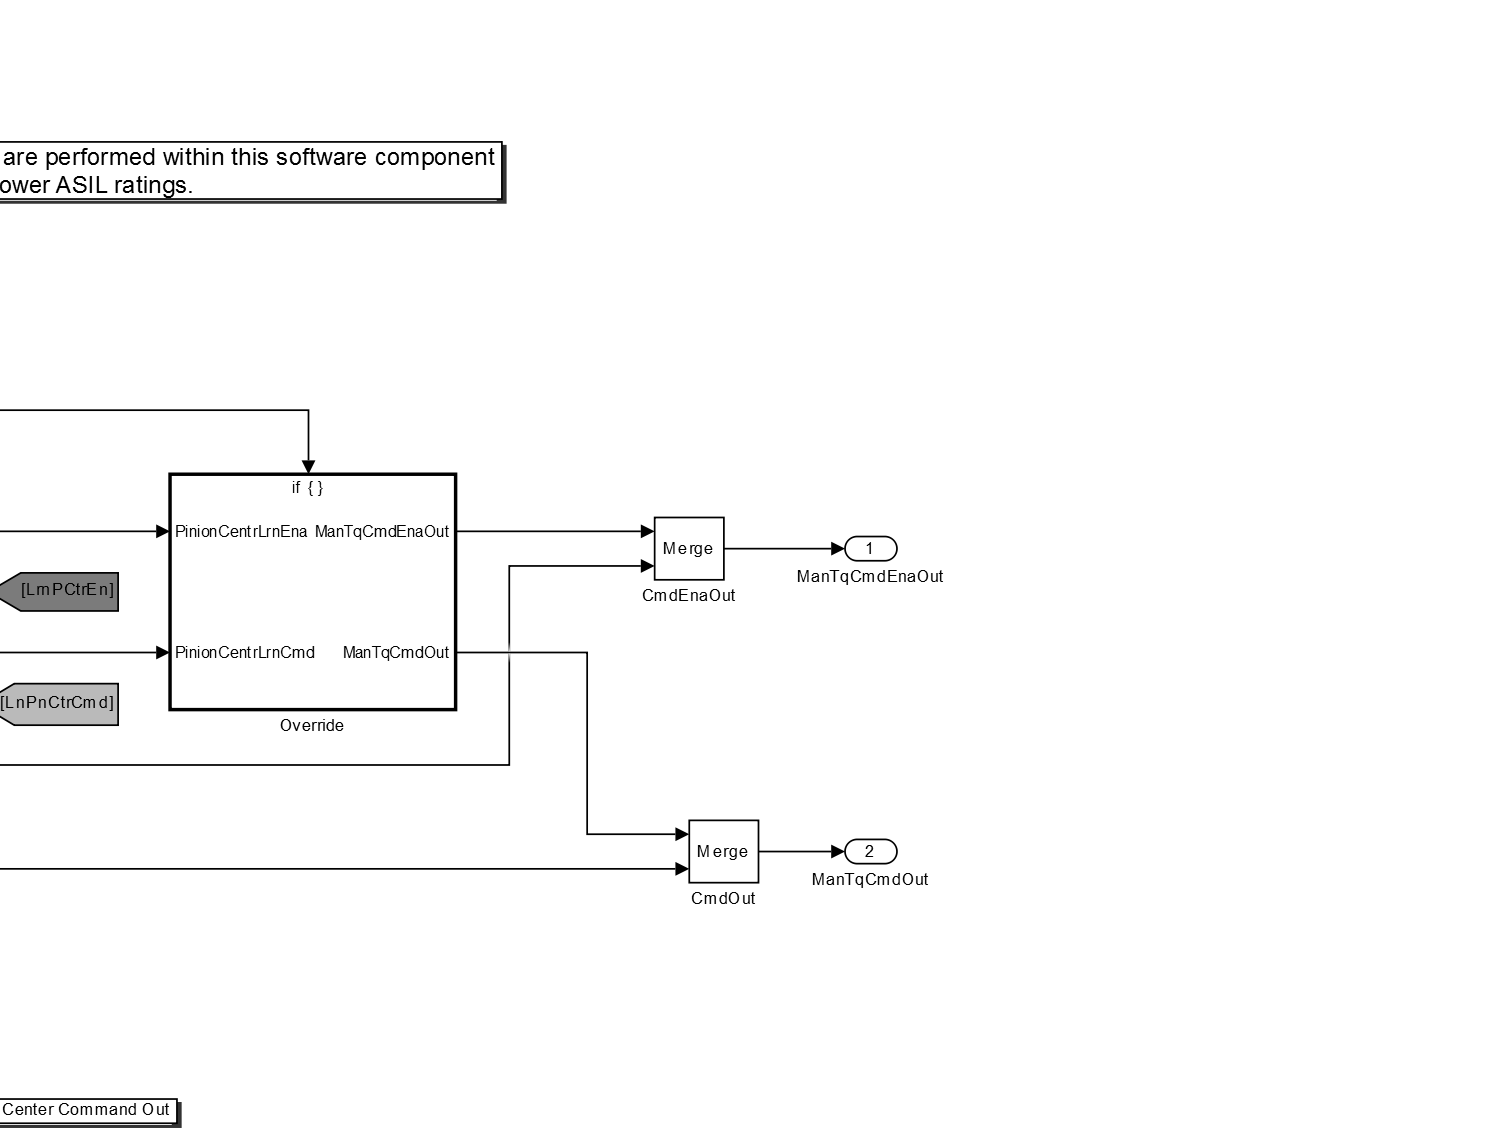 are performed within this software component
ower ASIL ratings.
if { }
PinionCentrLrnEna ManTqCmdEnaOut
Merge
1
ManTqCmdEnaOut
[LrnPCtrEn]
CmdEnaOut
PinionCentrLrnCmd ManTqCmdOut
[LnPnCtrCmd]
Override
Merge
2
ManTqCmdOut
CmdOut
Center Command Out